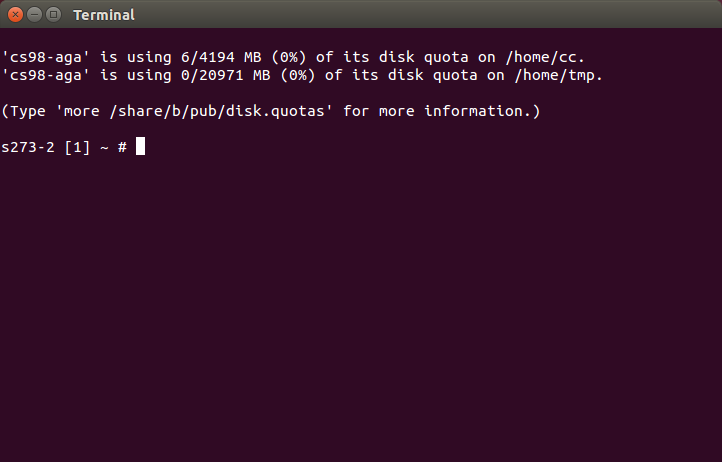 Terminal
'cs98-aga' is using 6/4194 MB (0%) of its disk quota on /home/cc.
'cs98-aga' is using 0/20971 MB (0%) of its disk quota on /home/tmp.
(Type 'more /share/b/pub/disk.quotas' for more information.)
s273-2 [1] ~ #